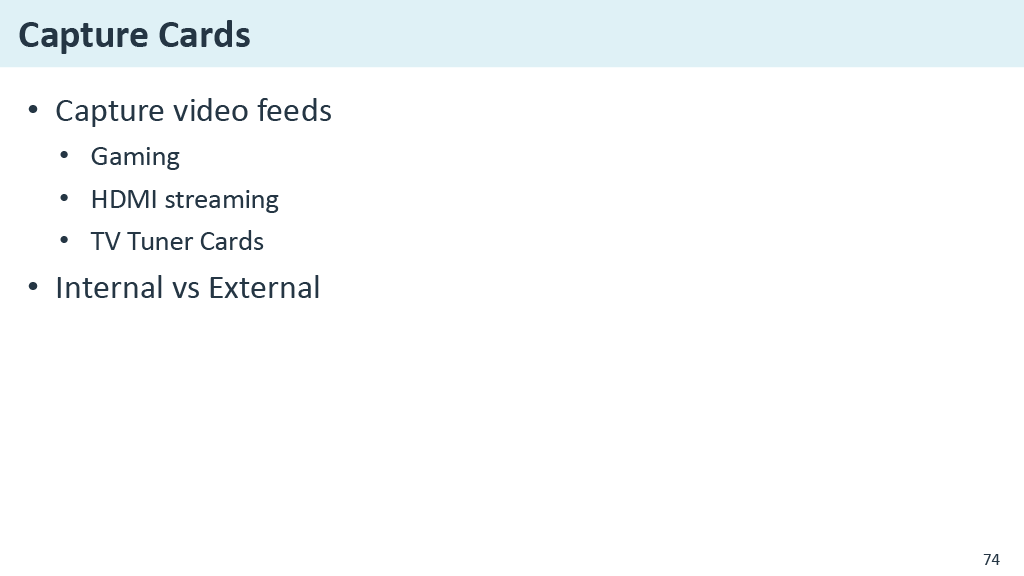 Capture Cards
• Capture video feeds
• Gaming
• HDMI streaming
• TV Tuner Cards
• Internal vs External
74